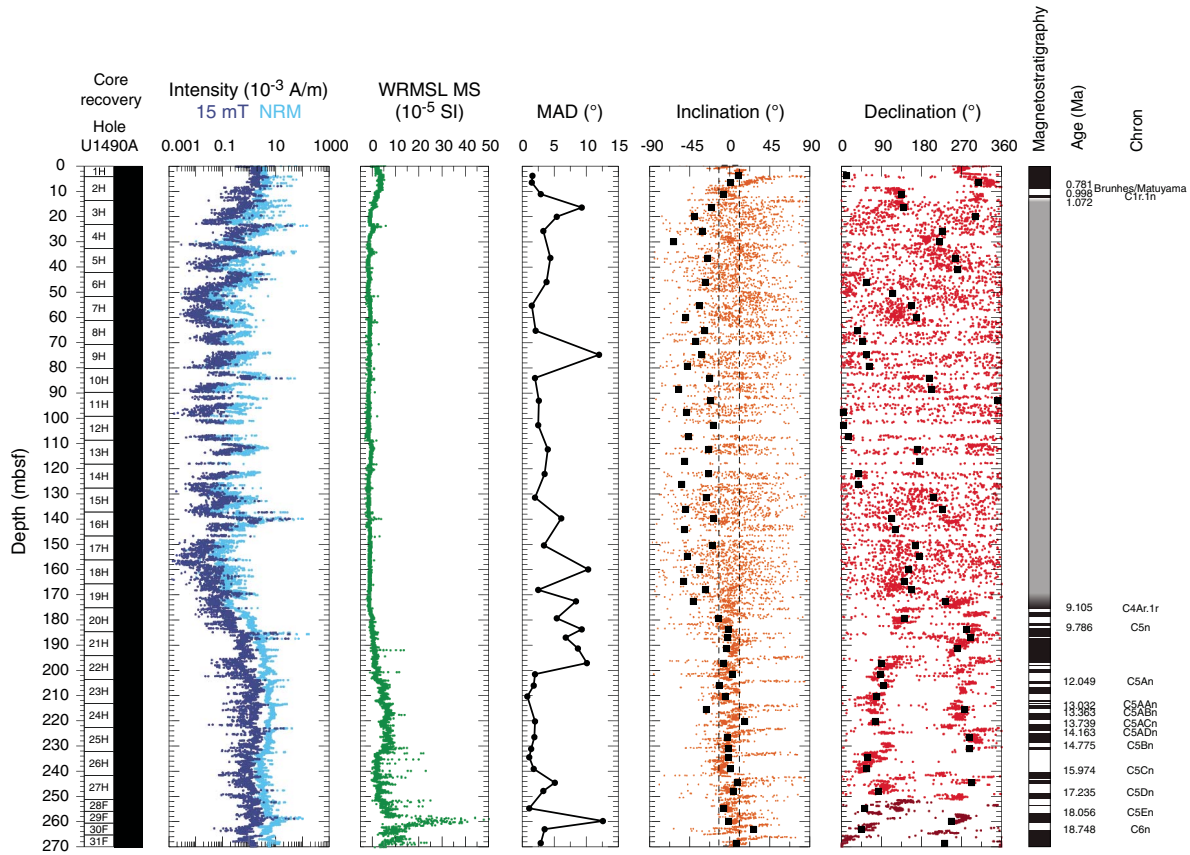 Core recovery
Hole U1490A
Intensity (10-3 A/m)
15 mT NRM
WRMSL MS (10-5 SI)
MAD (°)
Inclination (°)
Declination (°)
Magnetostratigraphy
Age (Ma)
Chron
0.001 0.1 10 1000
0 10 20 30 40 50
0 5 10 15
-90 -45 0 45 90
0 90 180 270 360
Depth (mbsf)
0
10
20
30
40
50
60
70
80
90
100
110
120
130
140
150
160
170
180
190
200
210
220
230
240
250
260
270
1H
2H
3H
4H
5H
6H
7H
8H
9H
10H
11H
12H
13H
14H
15H
16H
17H
18H
19H
20H
21H
22H
23H
24H
25H
26H
27H
28F
29F
30F
31F
0.781 Brunhes/Matuyama
0.998 C1r.1n
1.072
9.105 C4Ar.1r
9.786 C5n
12.049 C5An
13.032 C5AAn
13.363 C5ABn
13.739 C5ACn
14.163 C5ADn
14.775 C5Bn
15.974 C5Cn
17.235 C5Dn
18.056 C5En
18.748 C6n